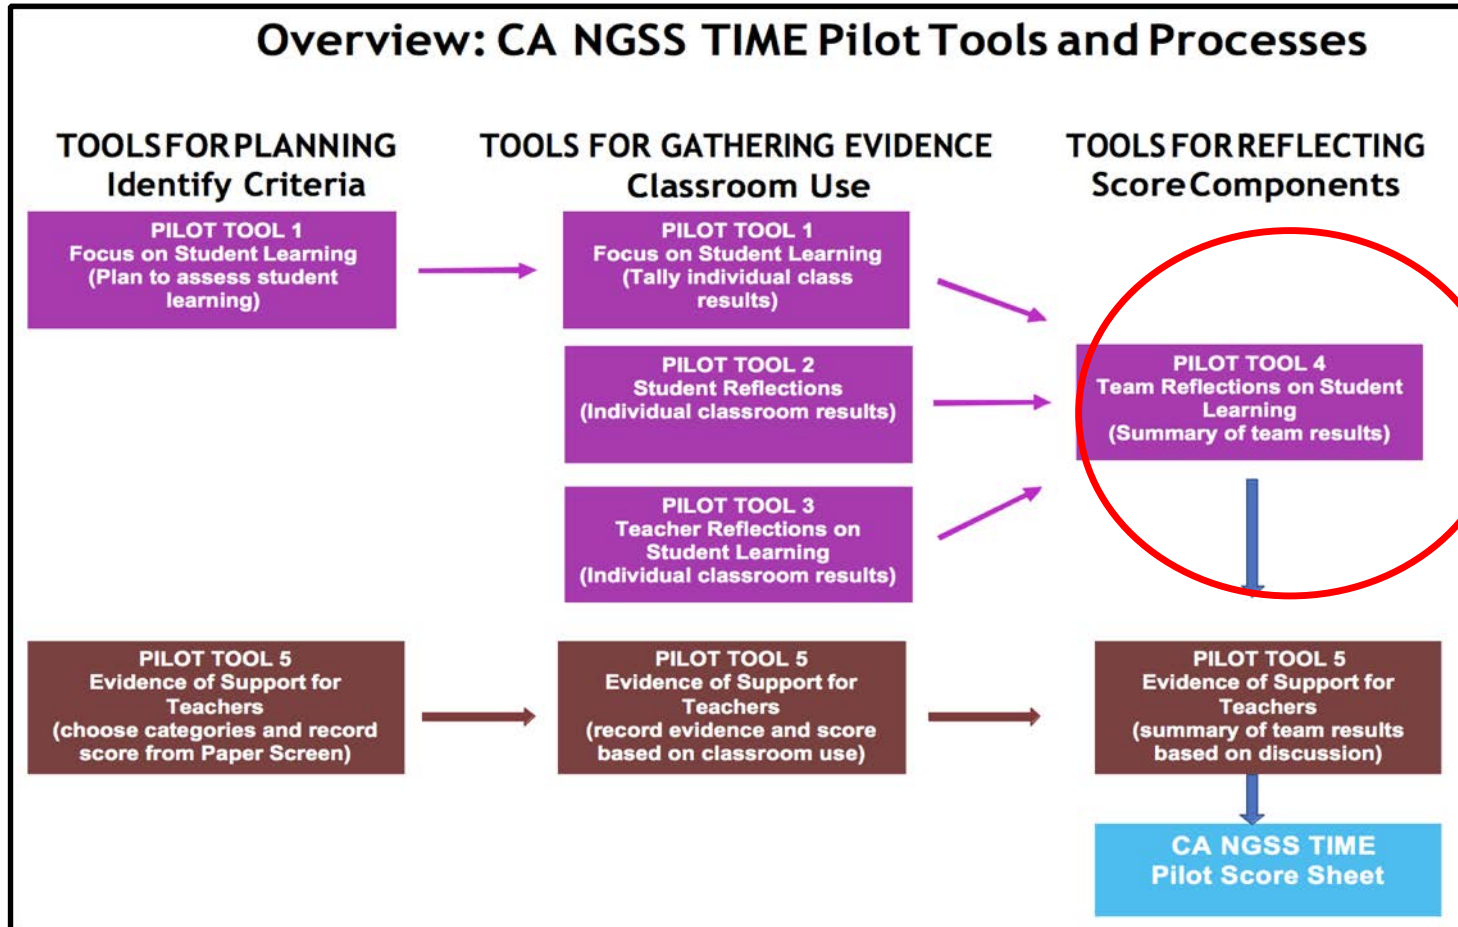 Overview: CA NGSS TIME Pilot Tools and Processes
TOOLS FOR PLANNING
Identify Criteria
TOOLS FOR GATHERING EVIDENCE
Classroom Use
TOOLS FOR REFLECTING
Score Components
PILOT TOOL 1
Focus on Student Learning
(Plan to assess student
learning)
PILOT TOOL 1
Focus on Student Learning
(Tally individual class
results)
PILOT TOOL 2
Student Reflections
(Individual classroom results)
PILOT TOOL 3
Teacher Reflections on
Student Learning
(Individual classroom results)
PILOT TOOL 4
Team Reflections on Student
Learning
(Summary of team results)
PILOT TOOL 5
Evidence of Support for
Teachers
(choose categories and record
score from Paper Screen)
PILOT TOOL 5
Evidence of Support for
Teachers
(record evidence and score
based on classroom use)
PILOT TOOL 5
Evidence of Support for
Teachers
(summary of team results
based on discussion)
CA NGSS TIME
Pilot Score Sheet